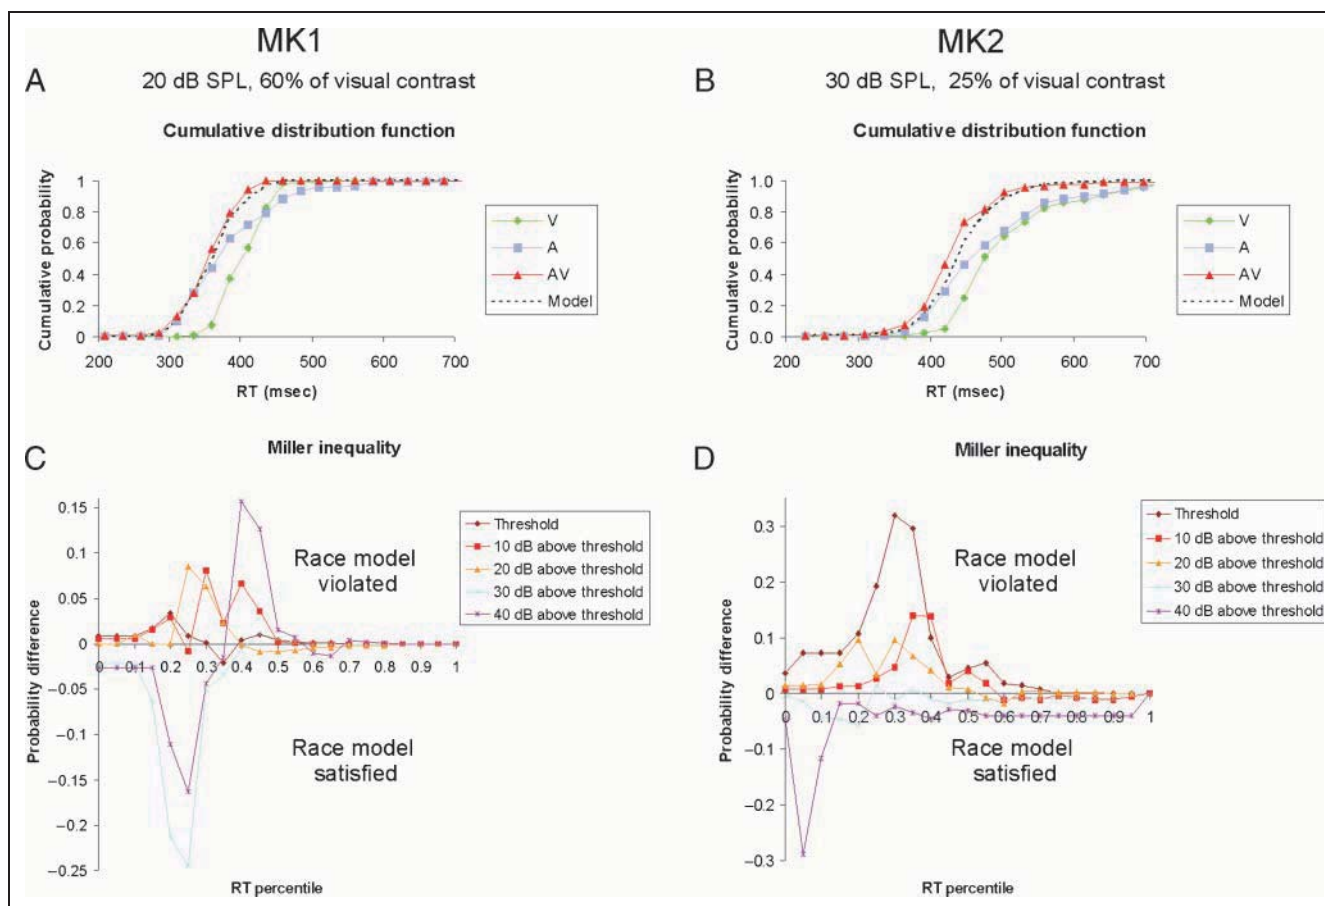 MK1
MK2
A
20 dB SPL, 60% of visual contrast
B
30 dB SPL, 25% of visual contrast
Cumulative distribution function
Cumulative probability
1
0.8
0.6
0.4
0.2
0
200
300
400
500
600
700
RT (msec)
V
A
AV
Model
Cumulative distribution function
Cumulative probability
1.0
0.8
0.6
0.4
0.2
0.0
200
300
400
500
600
700
RT (msec)
V
A
AV
Model
C
Miller inequality
Probability difference
0.15
0.1
0.05
0
−0.05
−0.1
−0.15
−0.2
−0.25
0 0.1 0.2 0.3 0.4 0.5 0.6 0.7 0.8 0.9 1
Race model
violated
Race model
satisfied
RT percentile
Threshold
10 dB above threshold
20 dB above threshold
30 dB above threshold
40 dB above threshold
D
Miller inequality
Probability difference
0.3
0.2
0.1
0
−0.1
−0.2
−0.3
0 0.1 0.2 0.3 0.4 0.5 0.6 0.7 0.8 0.9 1
Race model
violated
Race model
satisfied
RT percentile
Threshold
10 dB above threshold
20 dB above threshold
30 dB above threshold
40 dB above threshold